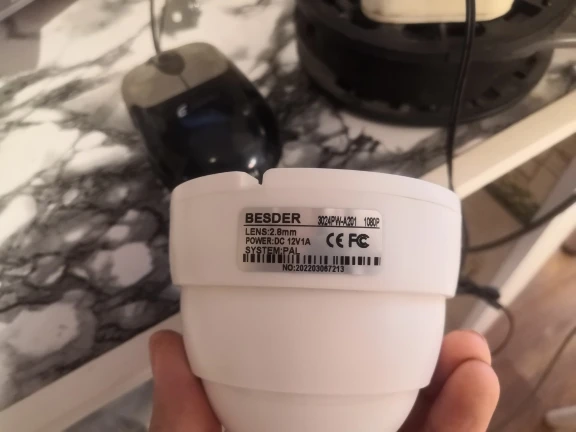 BESDER 3024PW-A201 1080P
LENS:2.8mm
POWER:DC 12V1A CE FC
SYSTEM:PAL
NO:202203067213